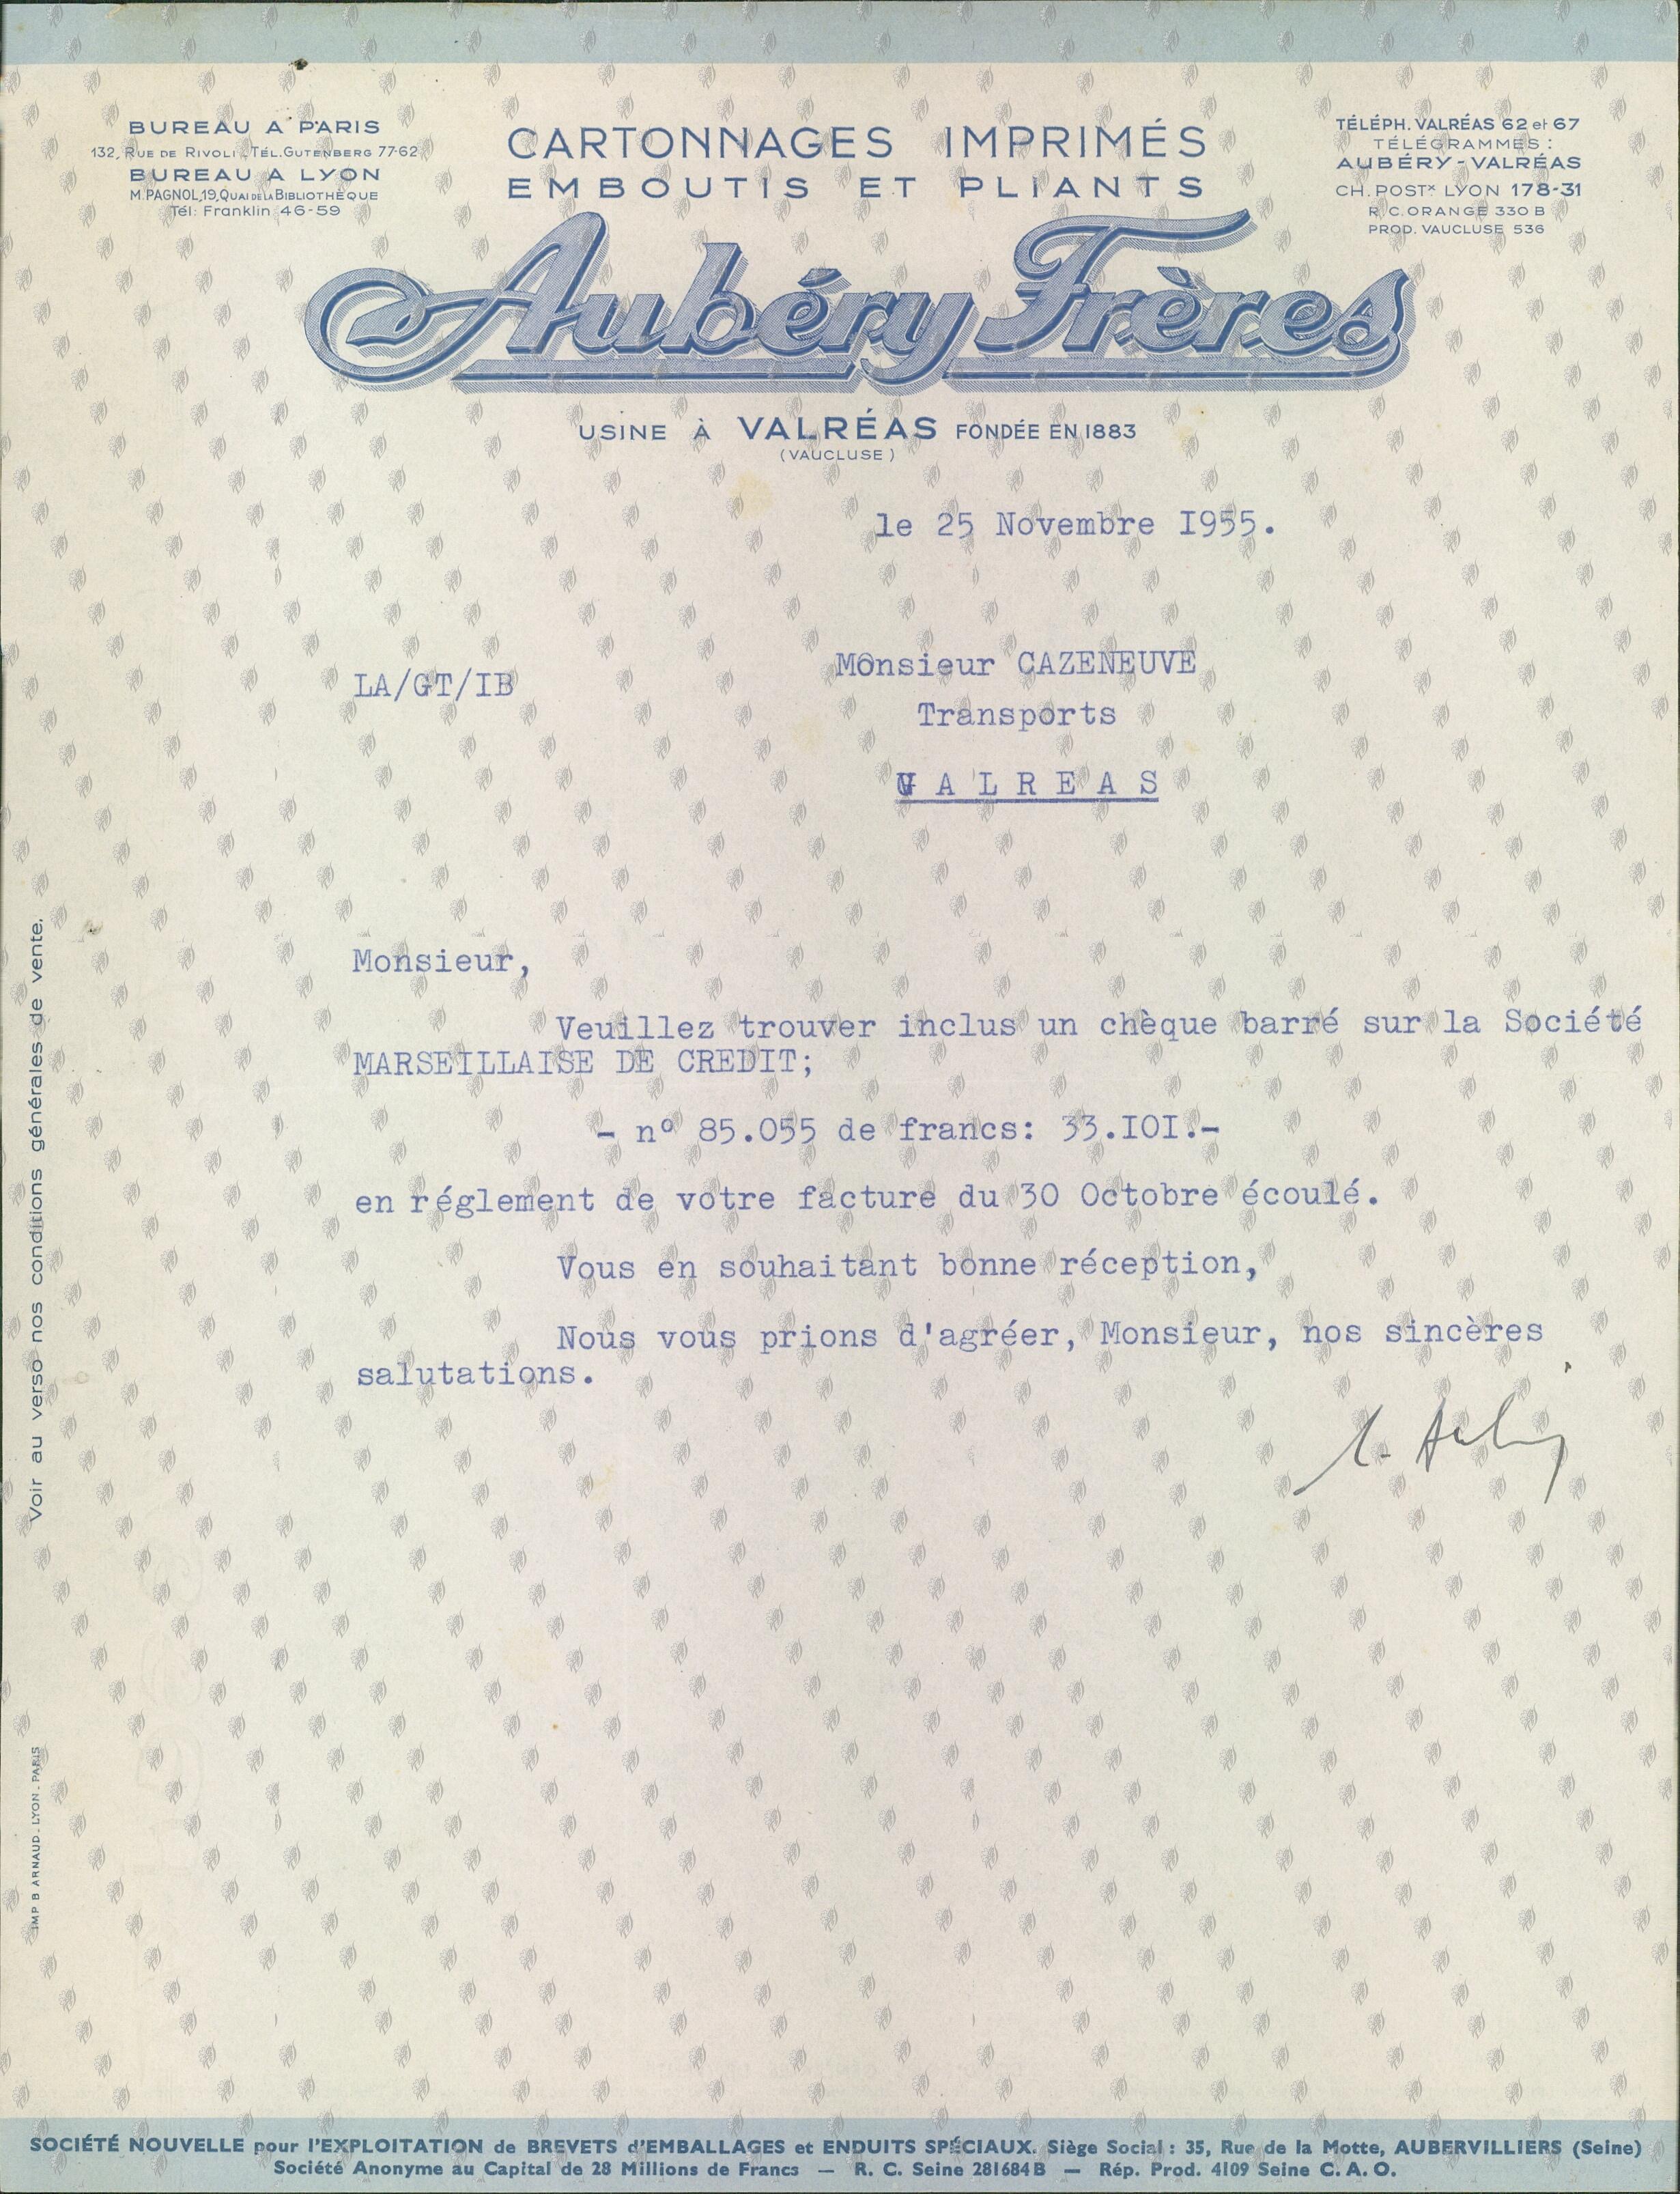 BUREAU A PARIS
132, RUE DE RIVOLI _ TÉL. GUTENBERG 77-62
BUREAU A LYON
M. PAGNOL, 19, QUAI DE LA BIBLIOTHÈQUE
Tél: Franklin 46-59
CARTONNAGES IMPRIMÉS
EMBOUTIS ET PLIANTS
TÉLÉPH. VALRÉAS 62 et 67
TÉLÉGRAMMES :
AUBÉRY - VALRÉAS
CH. POSTx LYON 178-31
R. C. ORANGE 330 B
PROD. VAUCLUSE 536
Aubéry Frères
USINE À VALRÉAS FONDÉE EN 1883
(VAUCLUSE)
le 25 Novembre I955.
Monsieur CAZENEUVE
LA/GT/IB
Transports
V A L R E A S
Monsieur,
Veuillez trouver inclus un chèque barré sur la Société
MARSEILLAISE DE CREDIT;
- n° 85.055 de francs: 33.IOI.-
en réglement de votre facture du 30 Octobre écoulé.
Vous en souhaitant bonne réception,
Nous vous prions d'agréer, Monsieur, nos sincères
salutations.
Voir au verso nos conditions générales de vente.
IMP B ARNAUD _ LYON _ PARIS
SOCIÉTÉ NOUVELLE pour l'EXPLOITATION de BREVETS d'EMBALLAGES et ENDUITS SPÉCIAUX. Siège Social : 35, Rue de la Motte, AUBERVILLIERS (Seine)
Société Anonyme au Capital de 28 Millions de Francs — R. C. Seine 281684 B — Rép. Prod. 4109 Seine C. A. O.